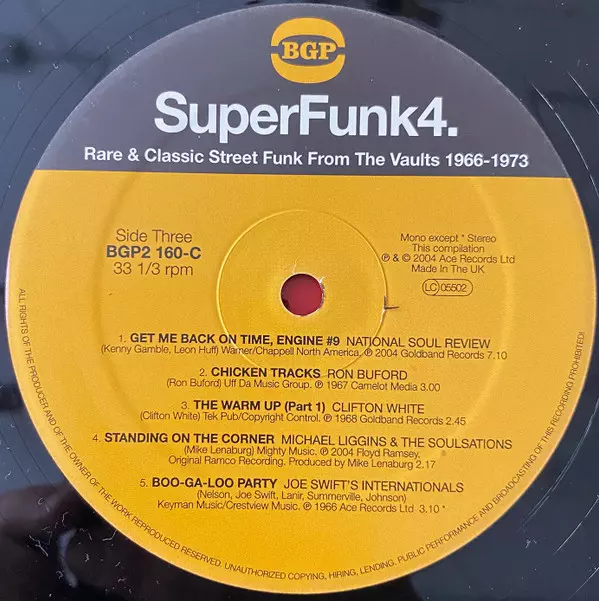 BGP
SuperFunk4.
Rare & Classic Street Funk From The Vaults 1966-1973
Side Three
BGP2 160-C
33 1/3 rpm
Mono except * Stereo
This compilation
℗ & © 2004 Ace Records Ltd
Made In The UK
LC 05502
1. GET ME BACK ON TIME, ENGINE #9 NATIONAL SOUL REVIEW
(Kenny Gamble, Leon Huff) Warner/Chappell North America. ℗ 2004 Goldband Records 7.10
2. CHICKEN TRACKS RON BUFORD
(Ron Buford) Uff Da Music Group. ℗ 1967 Camelot Media 3.00
3. THE WARM UP (Part 1) CLIFTON WHITE
(Clifton White) Tek Pub/Copyright Control. ℗ 1968 Goldband Records 2.45
4. STANDING ON THE CORNER MICHAEL LIGGINS & THE SOULSATIONS
(Mike Lenaburg) Mighty Music. ℗ 2004 Floyd Ramsey,
Original Ramco Recording. Produced by Mike Lenaburg 2.17
5. BOO-GA-LOO PARTY JOE SWIFT'S INTERNATIONALS
(Nelson, Joe Swift, Lanir, Summerville, Johnson)
Keyman Music/Crestview Music. ℗ 1966 Ace Records Ltd 3.10 *
ALL RIGHTS OF THE PRODUCER AND OF THE OWNER OF THE WORK REPRODUCED RESERVED. UNAUTHORIZED COPYING, HIRING, LENDING, PUBLIC PERFORMANCE AND BROADCASTING OF THIS RECORDING PROHIBITED!